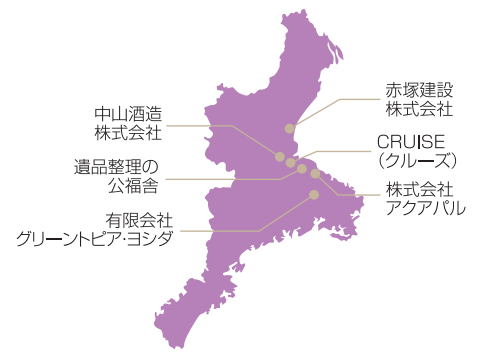 赤塚建設
株式会社
中山酒造
株式会社
CRUISE
（クルーズ）
遺品整理の
公福舎
株式会社
アクアパル
有限会社
グリーントピア・ヨシダ